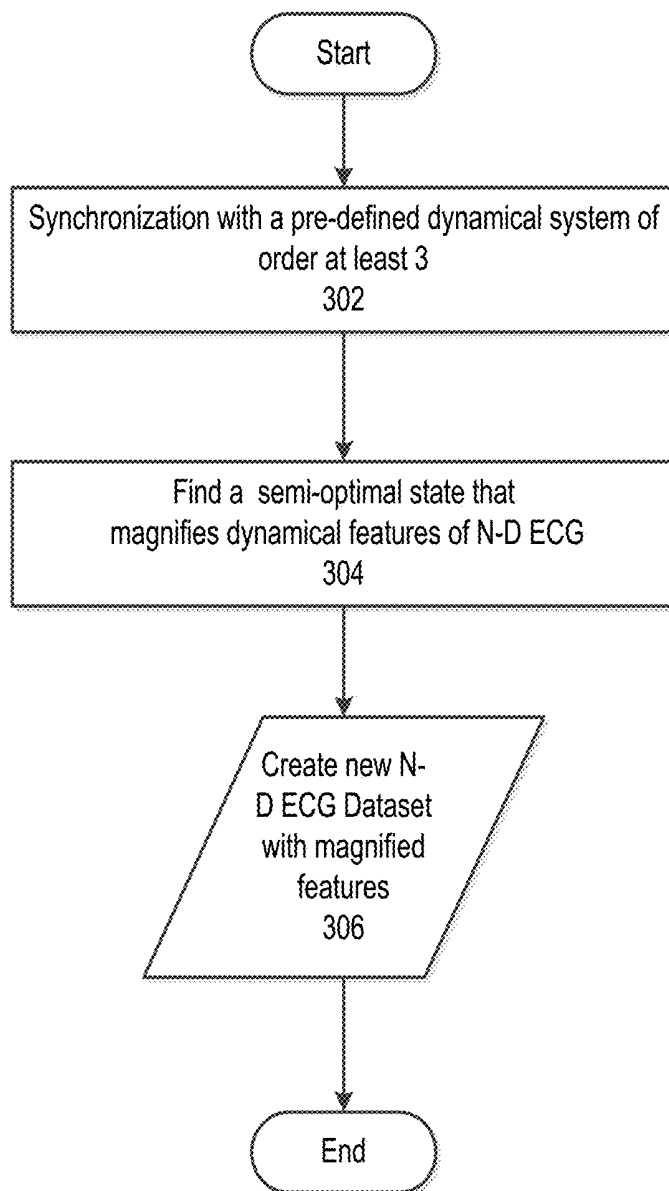 Start
Synchronization with a pre-defined dynamical system of
order at least 3
302
Find a semi-optimal state that
magnifies dynamical features of N-D ECG
304
Create new N-
D ECG Dataset
with magnified
features
306
End